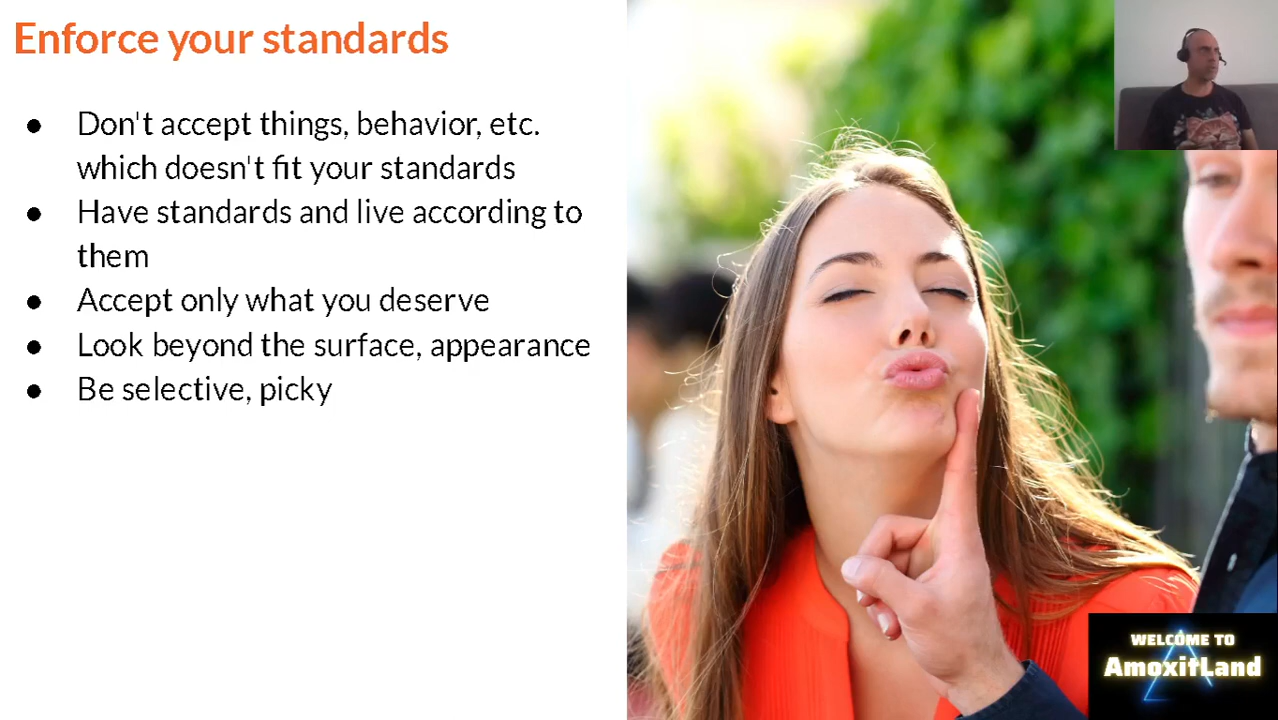 Enforce your standards
● Don't accept things, behavior, etc.
which doesn't fit your standards
● Have standards and live according to
them
● Accept only what you deserve
● Look beyond the surface, appearance
● Be selective, picky
WELCOME TO
AmoxitLand